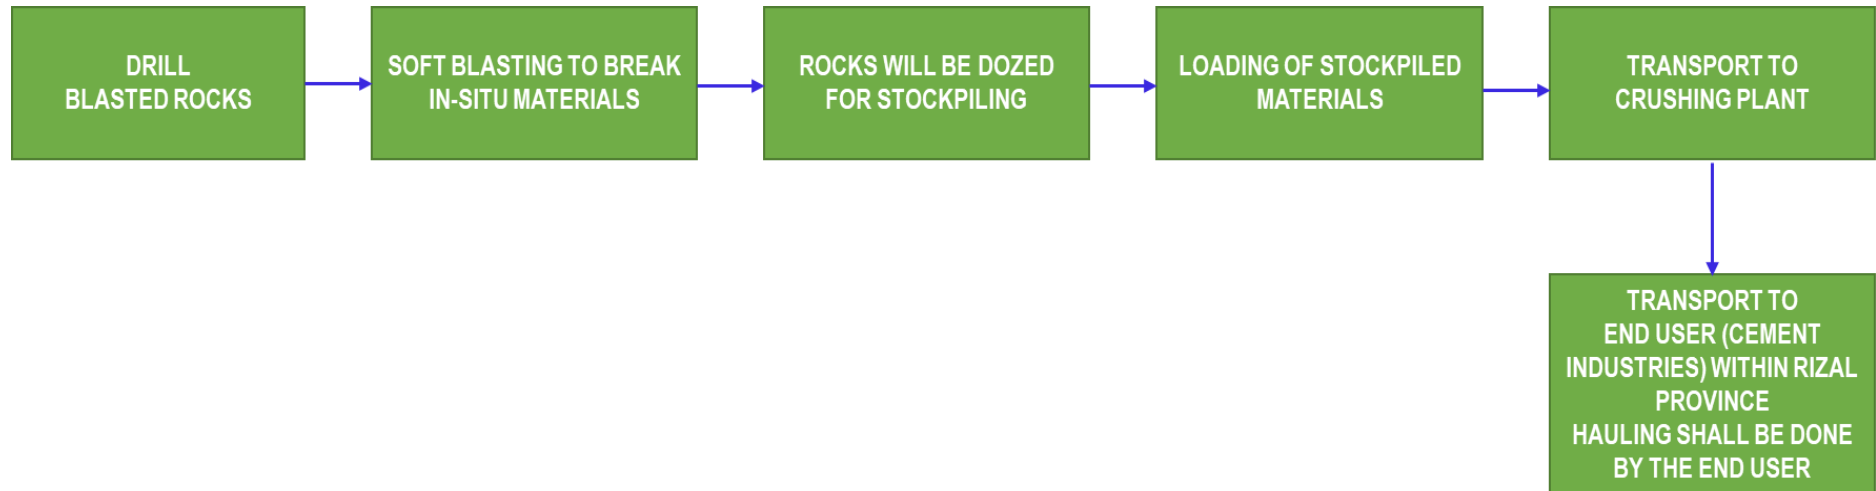 DRILL
BLASTED ROCKS
SOFT BLASTING TO BREAK
IN-SITU MATERIALS
ROCKS WILL BE DOZED
FOR STOCKPILING
LOADING OF STOCKPILED
MATERIALS
TRANSPORT TO
CRUSHING PLANT
TRANSPORT TO
END USER (CEMENT
INDUSTRIES) WITHIN RIZAL
PROVINCE
HAULING SHALL BE DONE
BY THE END USER